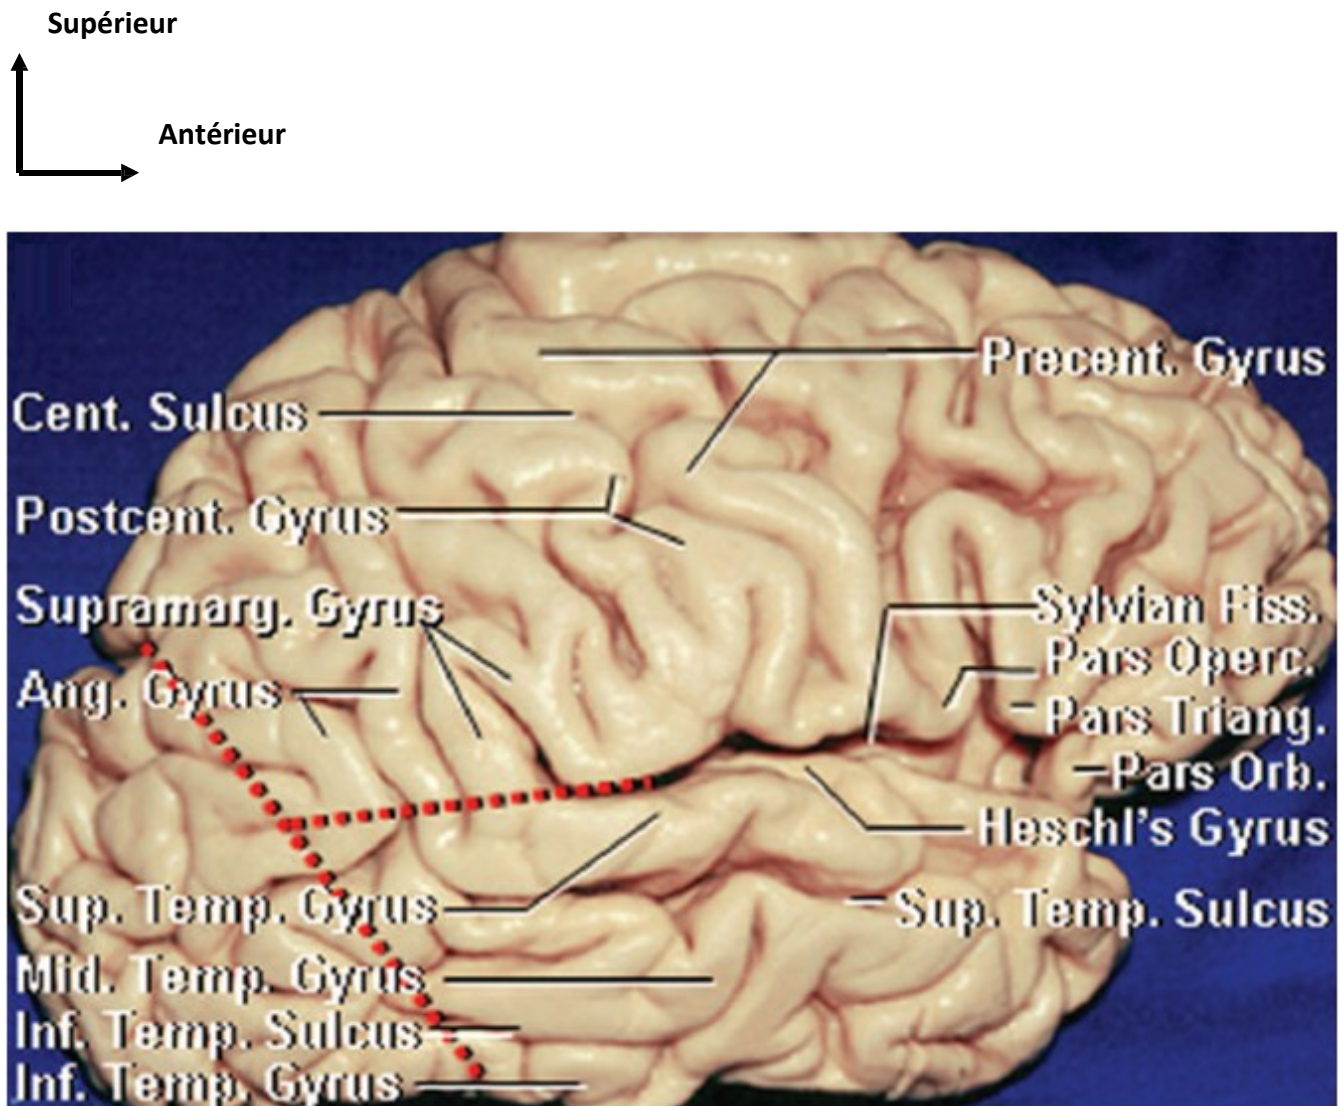 Supérieur
Antérieur
Precent. Gyrus
Cent. Sulcus
Postcent. Gyrus
Supramarg. Gyrus
Sylvian Fiss.
Pars Operc.
Ang. Gyrus
Pars Triang.
Pars Orb.
Heschl's Gyrus
Sup. Temp. Gyrus
Sup. Temp. Sulcus
Mid. Temp. Gyrus
Inf. Temp. Sulcus
Inf. Temp. Gyrus